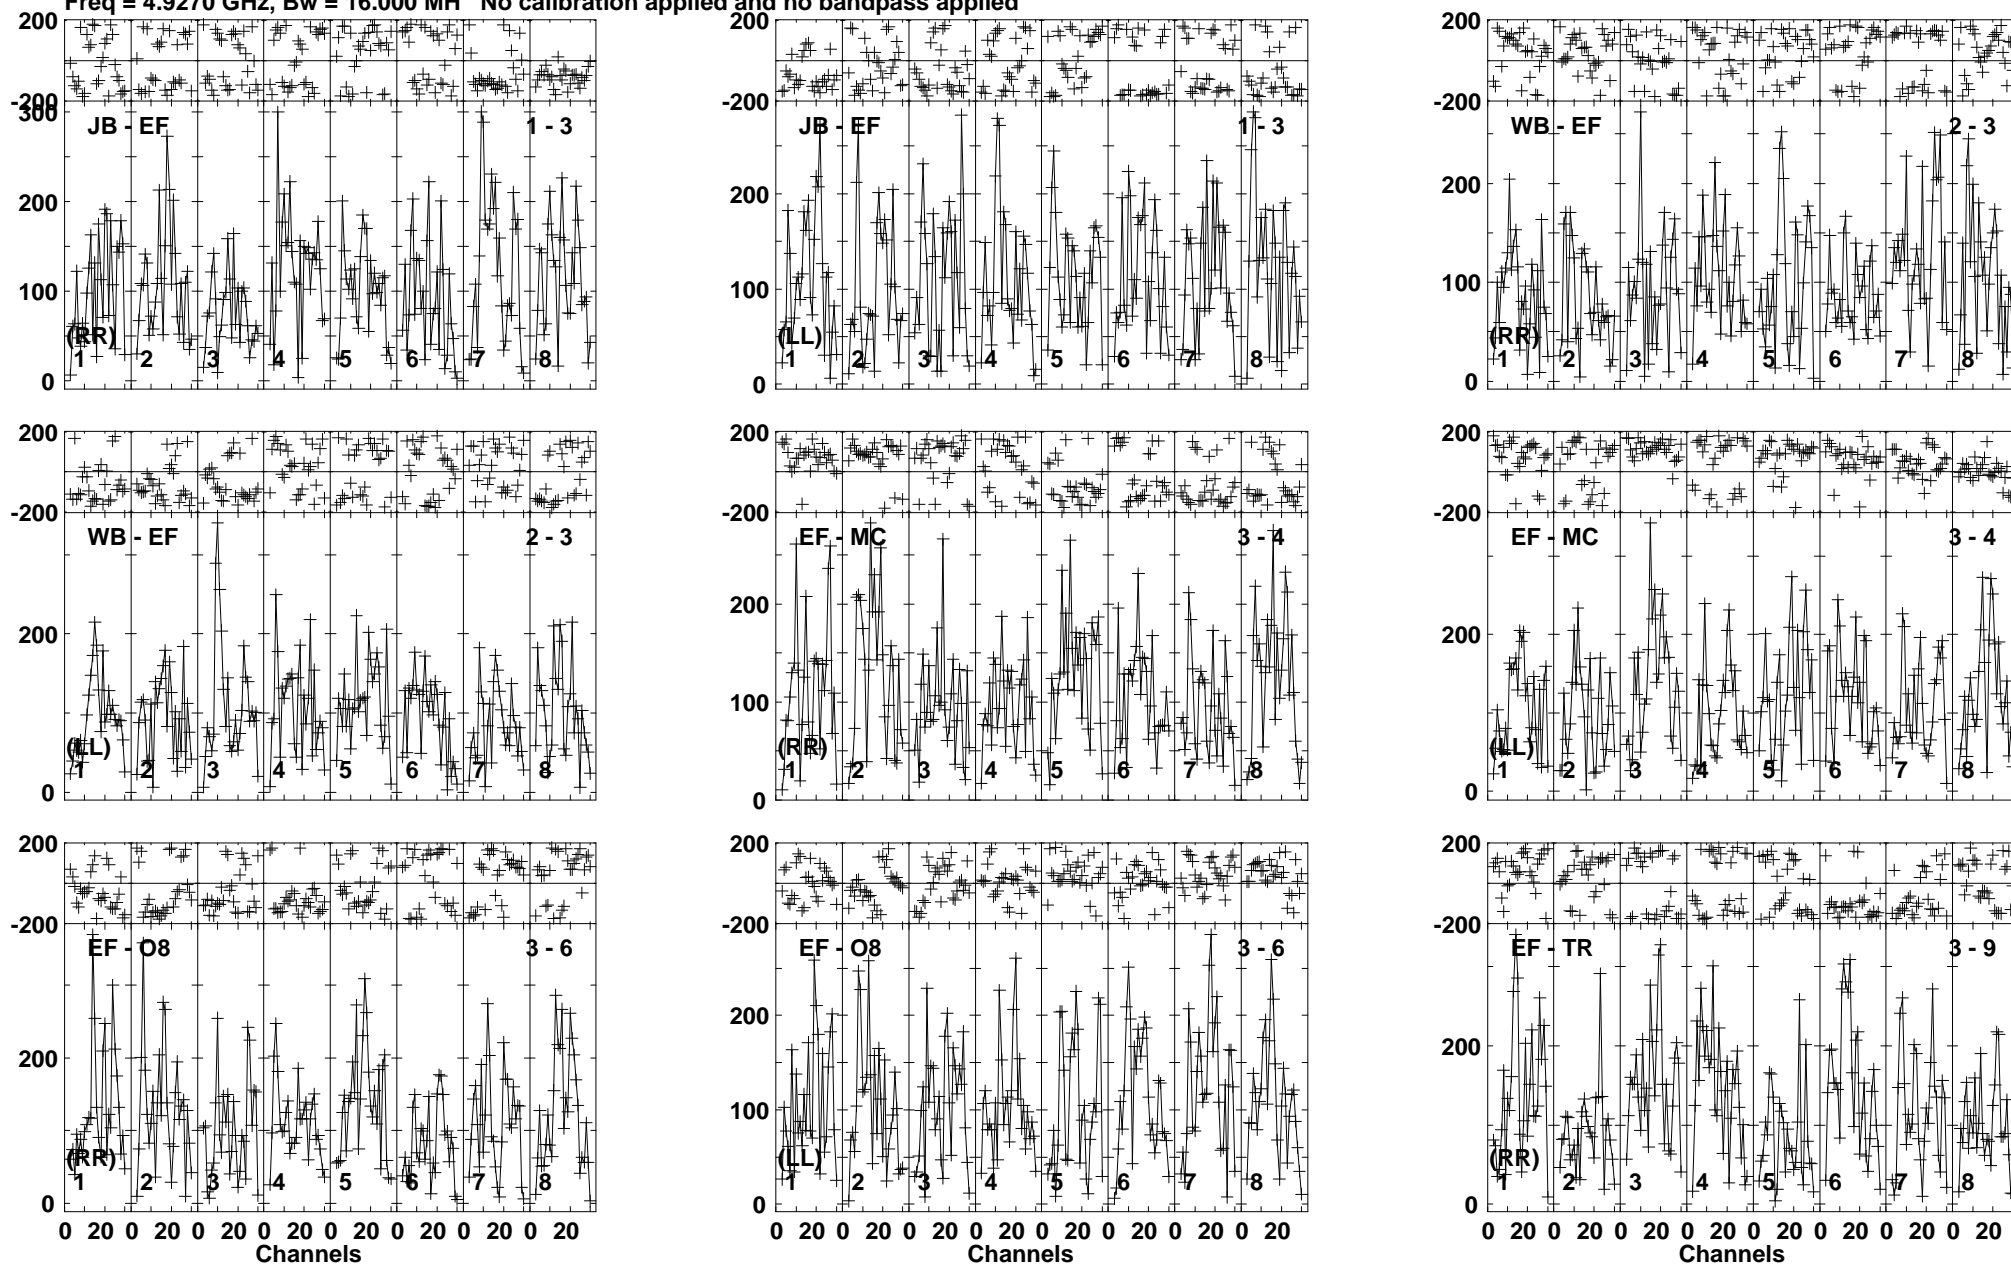 Freq = 4.9270 GHz, Bw = 16.000 MH No calibration applied and no bandpass applied
200 200 200
-200 -200 -200
300
JB - EF 1 - 3 JB - EF 1 - 3 WB - EF 2 - 3
200 200 200
100 100 100
(RR) (LL) (RR)
1 2 3 4 5 6 7 8 1 2 3 4 5 6 7 8 1 2 3 4 5 6 7 8
0 0 0
200 200 200
-200 -200 -200
WB - EF 2 - 3 EF - MC 3 - 4 EF - MC 3 - 4
200 200 200
100
(LL) (RR) (LL)
1 2 3 4 5 6 7 8 1 2 3 4 5 6 7 8 1 2 3 4 5 6 7 8
0 0 0
200 200 200
-200 -200 -200
EF - O8 3 - 6 EF - O8 3 - 6 EF - TR 3 - 9
200 200 200
100
(RR) (LL) (RR)
1 2 3 4 5 6 7 8 1 2 3 4 5 6 7 8 1 2 3 4 5 6 7 8
0 0 0
0 20 0 20 0 20 0 20 0 20 0 20 0 20 0 20 0 20 0 20 0 20 0 20 0 20 0 20 0 20 0 20 0 20 0 20 0 20 0 20 0 20 0 20 0 20 0 20
Channels Channels Channels